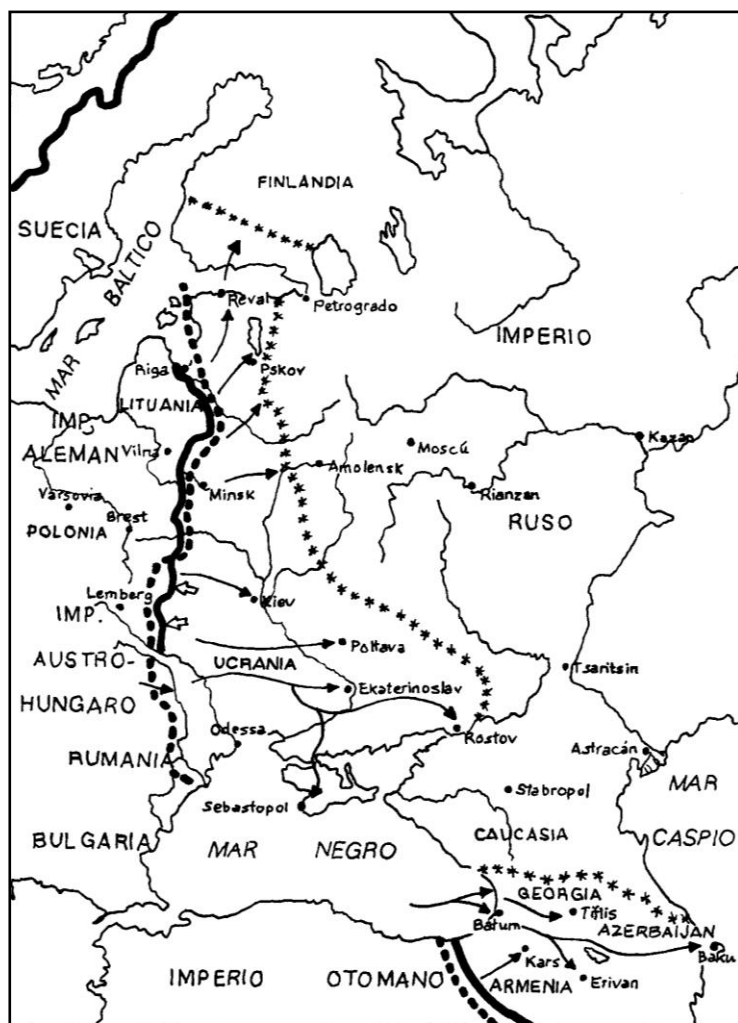 FINLANDIA
SUECIA
MAR BALTICO
Reval
Petrogrado
IMPERIO
Riga
Pskov
LITUANIA
IMP.
ALEMAN
Vilna
Moscú
Kazán
Amolensk
Minsk
Rianzan
Varsovia
Brest
RUSO
POLONIA
Lemberg
Kiev
IMP.
Poltava
AUSTRO-
UCRANIA
Tsaritsin
HUNGARO
Ekaterinoslav
Odessa
Rostov
Astracán
RUMANIA
MAR
Stabropol
Sebastopol
CASPIO
BULGARIA
MAR NEGRO
CAUCASIA
GEORGIA
Batum
Tiflis
AZERBAIJAN
Baku
Kars
IMPERIO OTOMANO
ARMENIA
Erivan